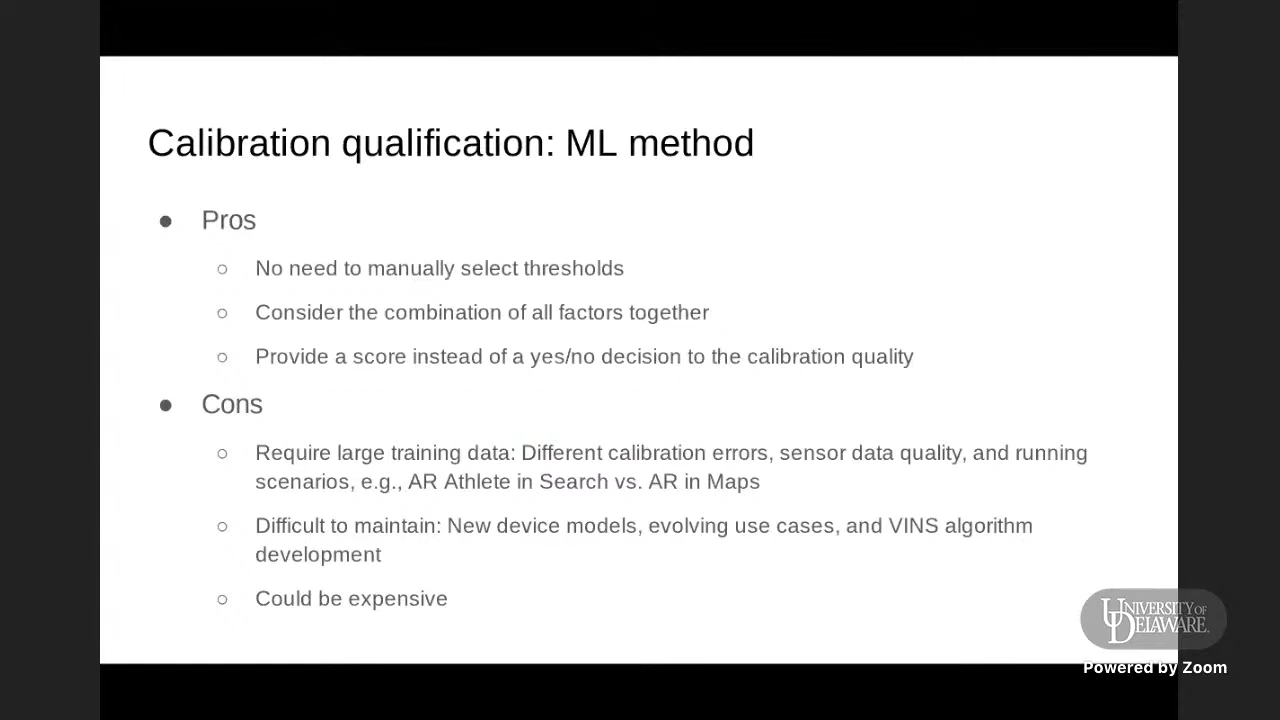 Calibration qualification: ML method
● Pros
○ No need to manually select thresholds
○ Consider the combination of all factors together
○ Provide a score instead of a yes/no decision to the calibration quality
● Cons
○ Require large training data: Different calibration errors, sensor data quality, and running
scenarios, e.g., AR Athlete in Search vs. AR in Maps
○ Difficult to maintain: New device models, evolving use cases, and VINS algorithm
development
○ Could be expensive
UNIVERSITY OF
DELAWARE.
Powered by Zoom